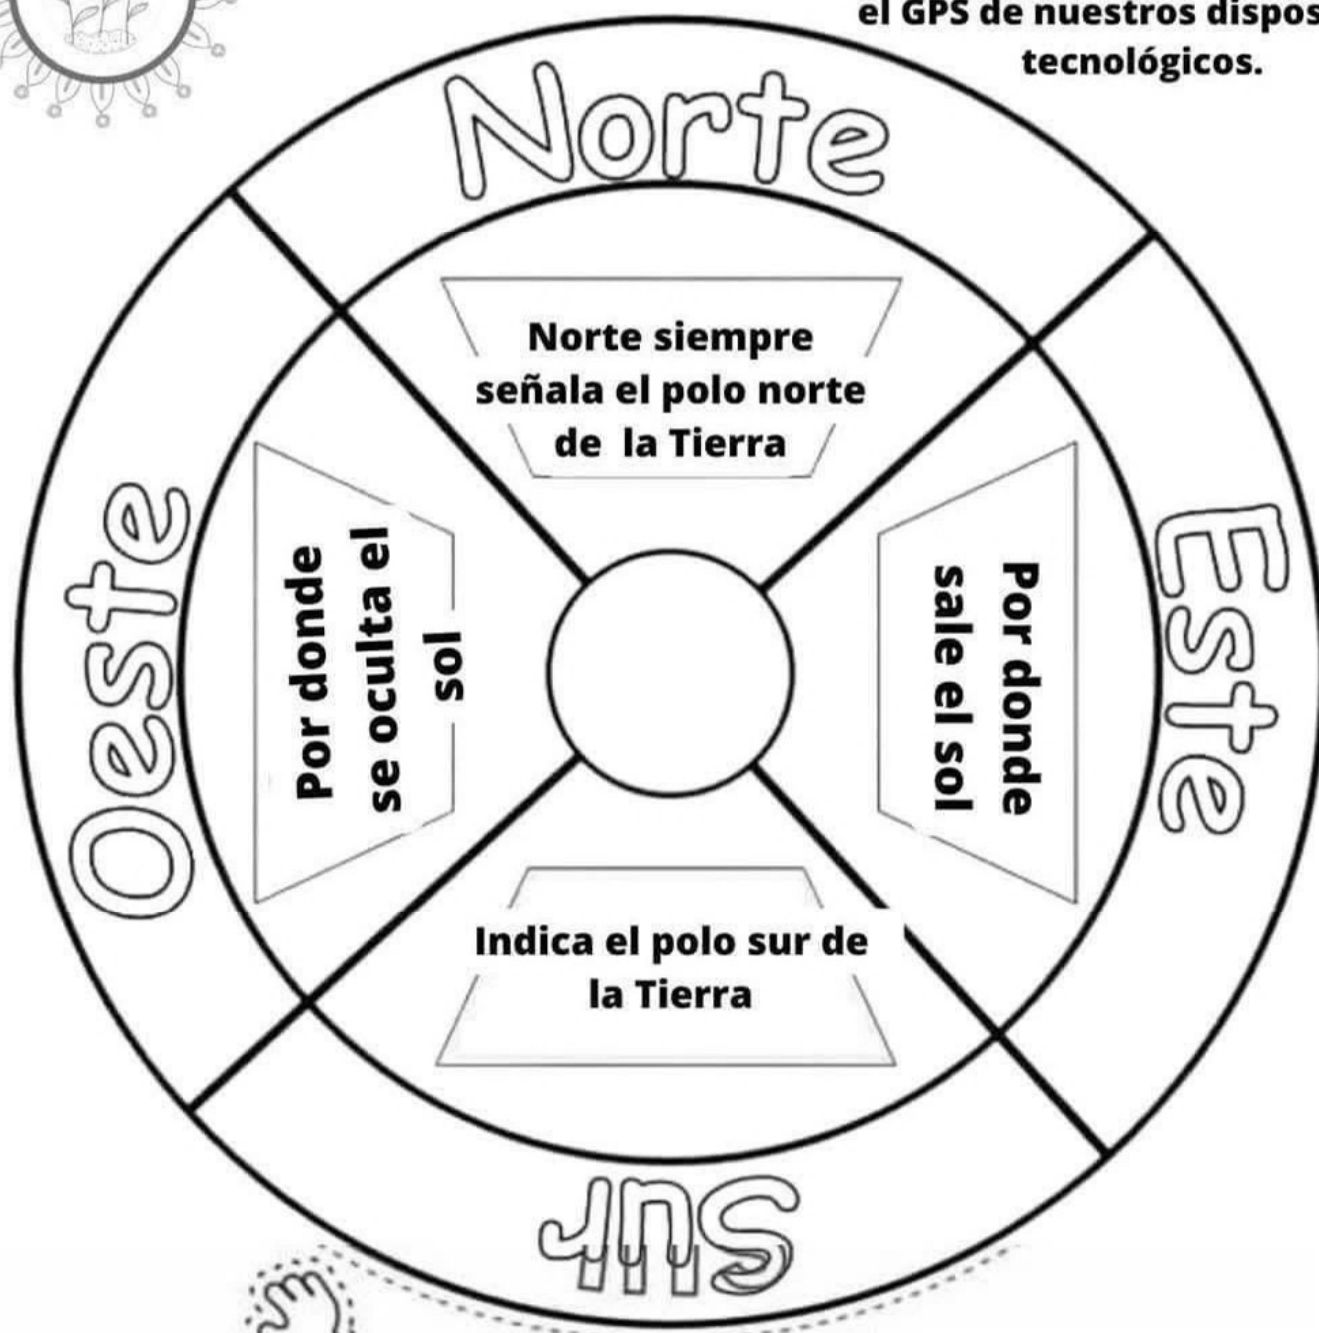 el GPS de nuestros dispos
tecnológicos.
Norte
Norte siempre
señala el polo norte
de la Tierra
Oeste
Por donde
se oculta el
sol
Por donde
sale el sol
Este
Indica el polo sur de
la Tierra
Sur